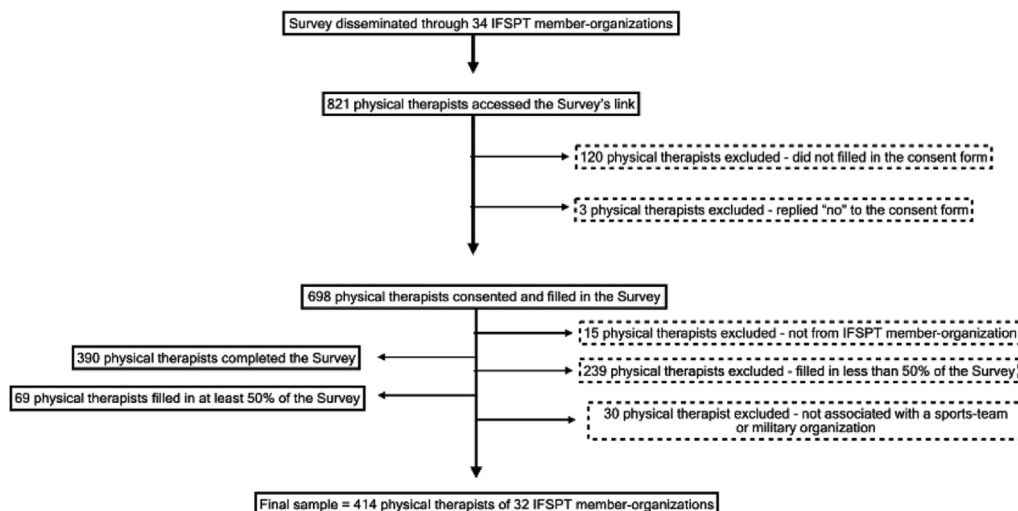 Survey disseminated through 34 IFSPT member-organizations
821 physical therapists accessed the Survey's link
120 physical therapists excluded - did not filled in the consent form
3 physical therapists excluded - replied "no" to the consent form
698 physical therapists consented and filled in the Survey
15 physical therapists excluded - not from IFSPT member-organization
390 physical therapists completed the Survey
239 physical therapists excluded - filled in less than 50% of the Survey
69 physical therapists filled in at least 50% of the Survey
30 physical therapist excluded - not associated with a sports-team
or military organization
Final sample = 414 physical therapists of 32 IFSPT member-organizations